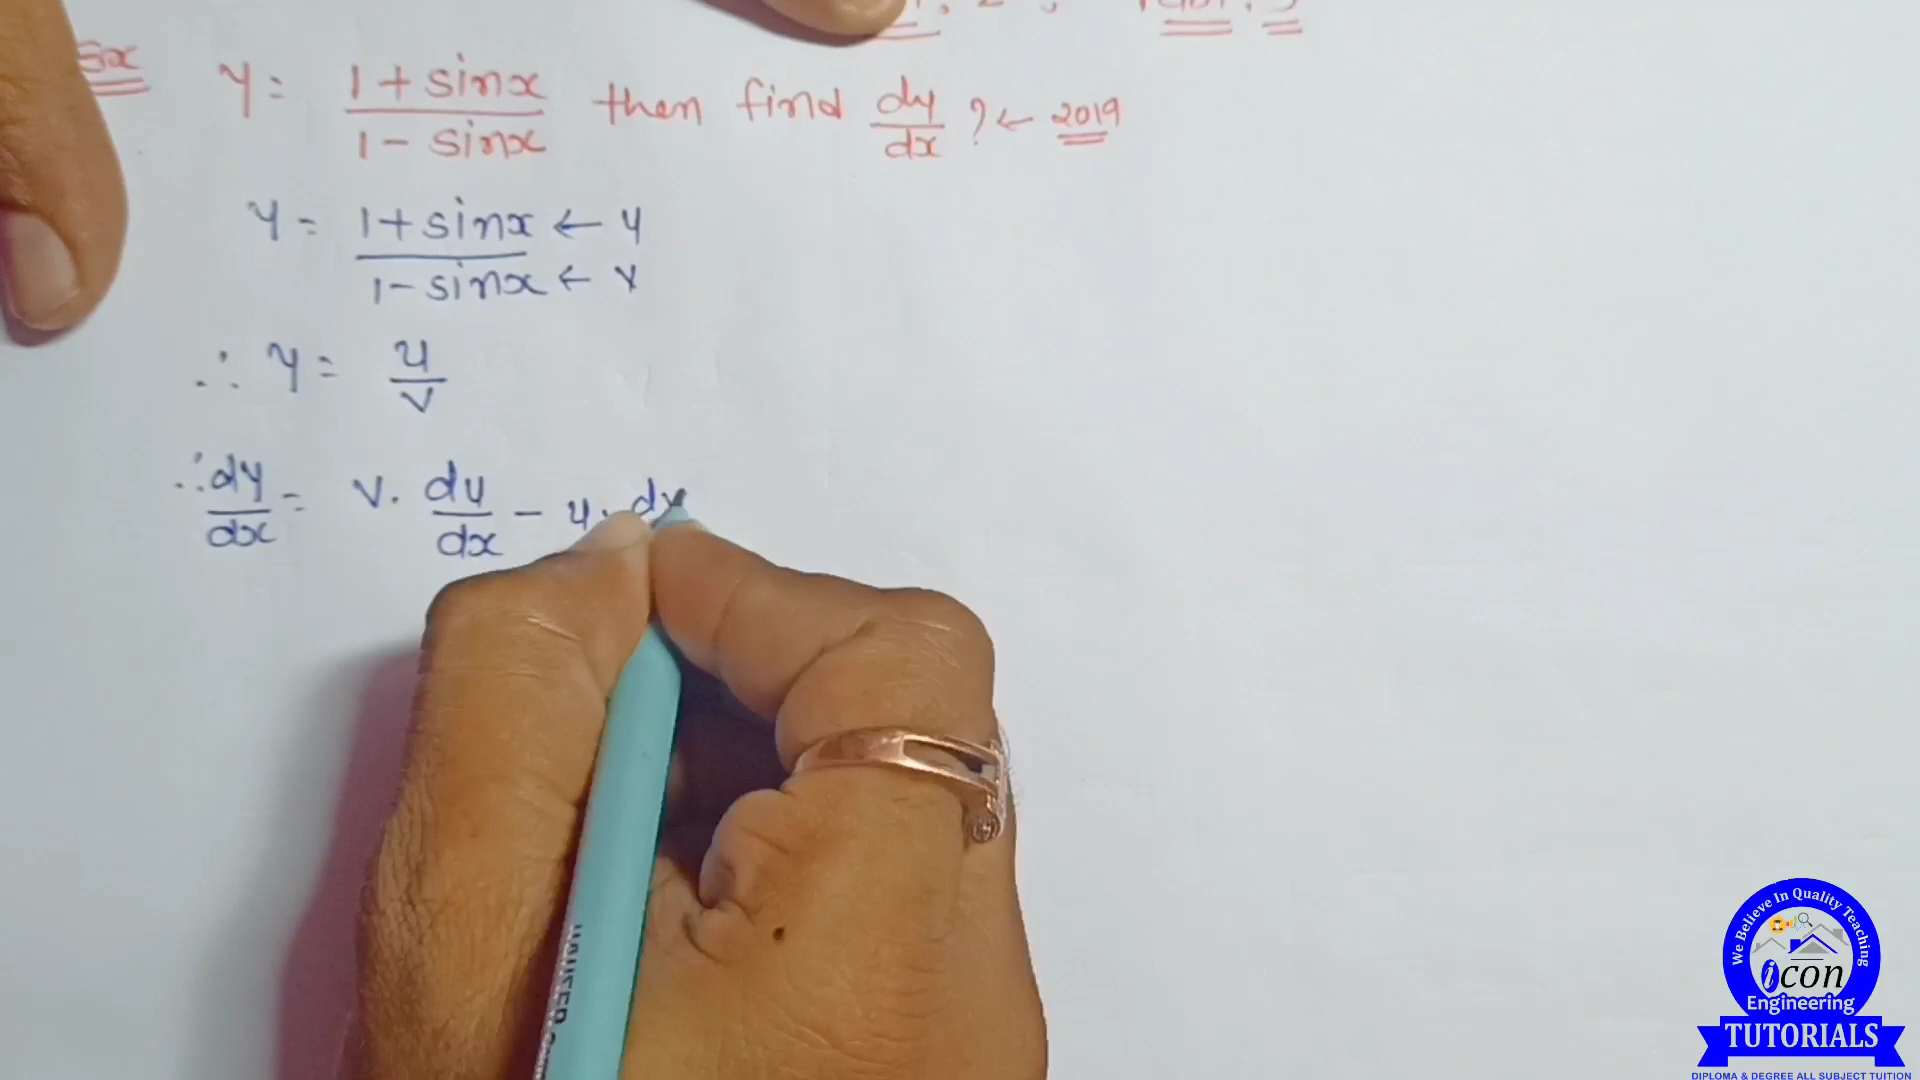 Ex y = 1 + sinx / 1 - sinx then find dy/dx ? ← 2019
y = 1 + sinx ← u / 1 - sinx ← v
∴ y = u/v
∴ dy/dx = v. du/dx - u. dv
HAUSER
We Believe In Quality Teaching
icon
Engineering
TUTORIALS
DIPLOMA & DEGREE ALL SUBJECT TUITION